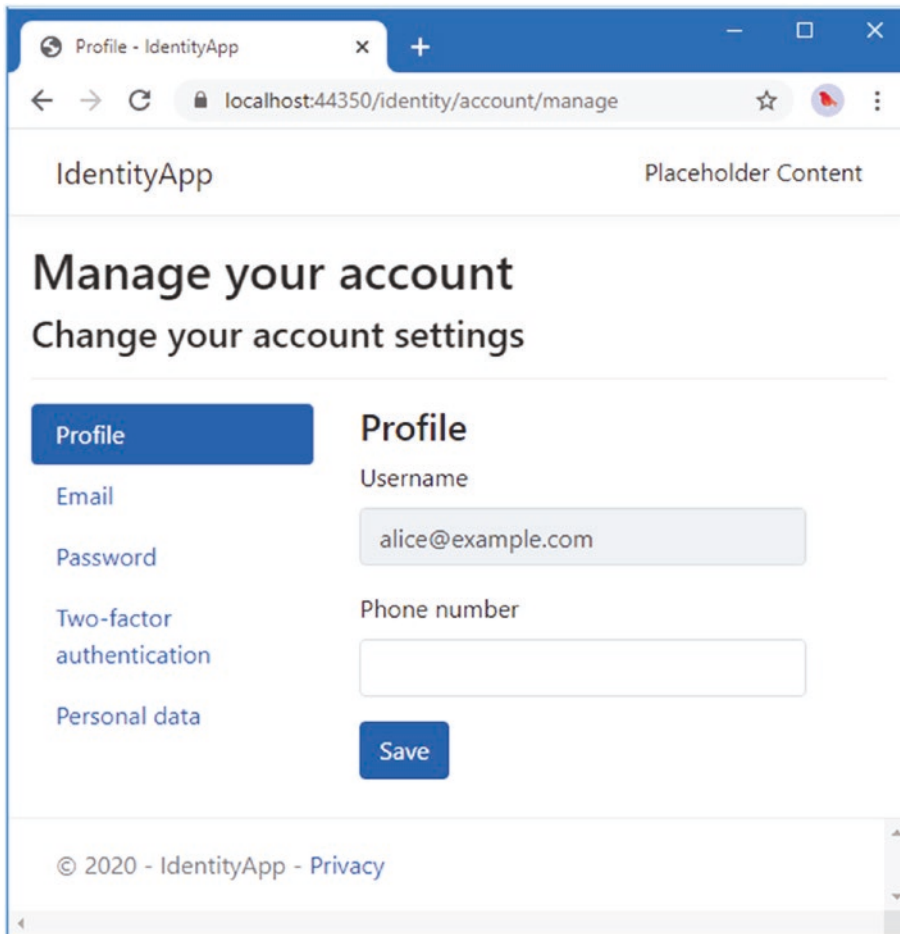 Profile - IdentityApp
localhost:44350/identity/account/manage
IdentityApp
Placeholder Content
Manage your account
Change your account settings
Profile
Email
Password
Two-factor
authentication
Personal data
Profile
Username
alice@example.com
Phone number
Save
© 2020 - IdentityApp - Privacy